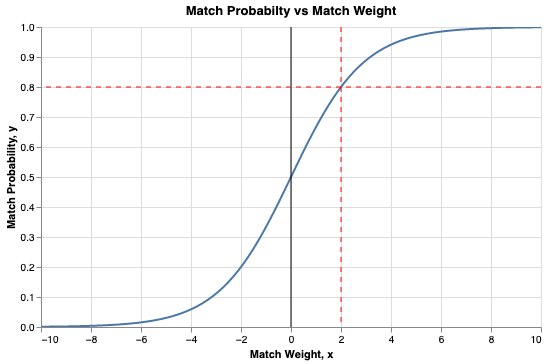 Match Probabilty vs Match Weight
1.0
0.9
0.8
0.7
0.6
0.5
0.4
0.3
0.2
0.1
0.0
Match Probability, y
−10 −8 −6 −4 −2 0 2 4 6 8 10
Match Weight, x